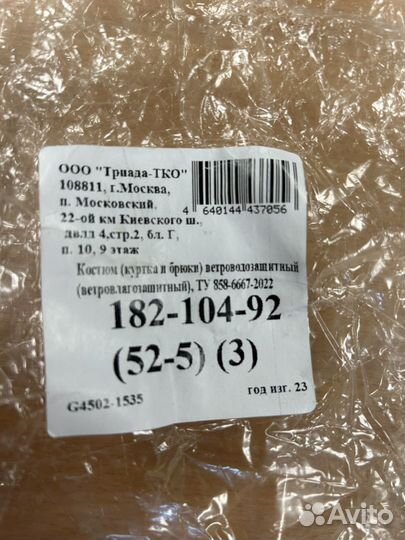 ООО "Триада-ТКО"
108811, г.Москва,
п. Московский,
22-ой км Киевского ш.,
двлд 4,стр.2, бл. Г,
п. 10, 9 этаж
4 640144 437056
Костюм (куртка и брюки) ветроводозащитный
(ветровлагозащитный), ТУ 858-6667-2022
182-104-92
(52-5) (3)
G4502-1535
год изг. 23
Avito